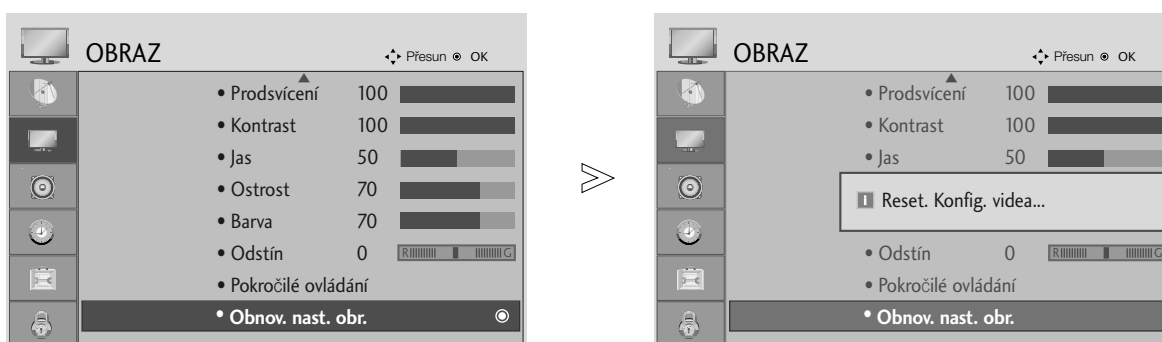 OBRAZ
Přesun OK
• Prodsvícení 100
• Kontrast 100
• Jas 50
• Ostrost 70
• Barva 70
• Odstín 0 R G
• Pokročilé ovládání
• Obnov. nast. obr.
OBRAZ
Přesun OK
• Prodsvícení 100
• Kontrast 100
• Jas 50
i Reset. Konfig. videa...
• Odstín 0 R G
• Pokročilé ovládání
• Obnov. nast. obr.